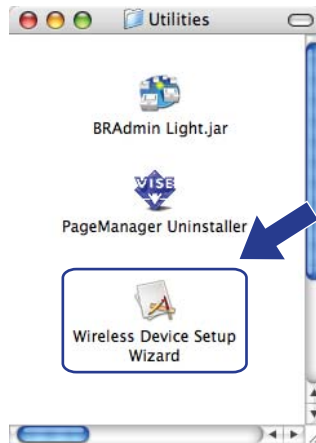 Utilities
BRAdmin Light.jar
VISE
PageManager Uninstaller
Wireless Device Setup
Wizard